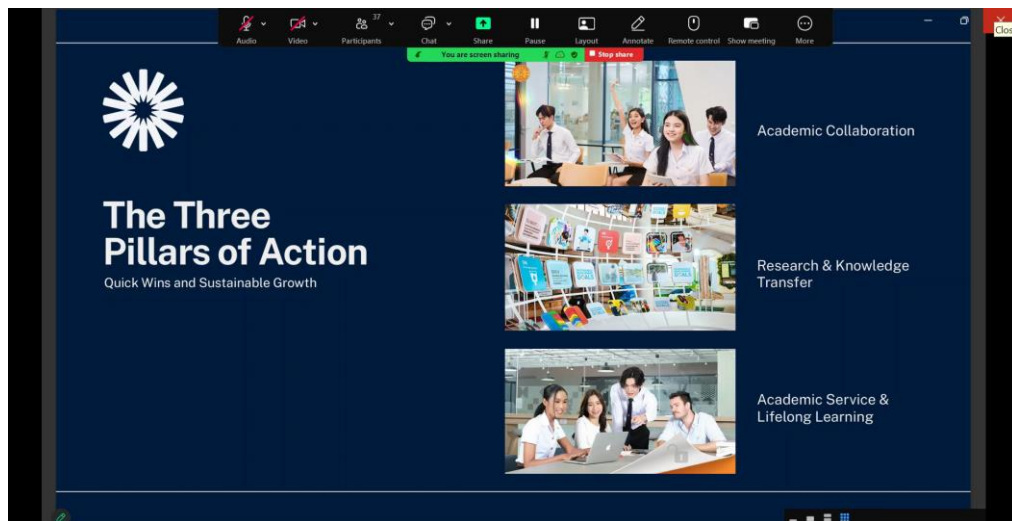 37
Audio
Video
Participants
Chat
Share
Pause
Layout
Annotate
Remote control
Show meeting
More
Clos
You are screen sharing
Stop share
The Three
Pillars of Action
Quick Wins and Sustainable Growth
Academic Collaboration
Research & Knowledge
Transfer
Academic Service &
Lifelong Learning